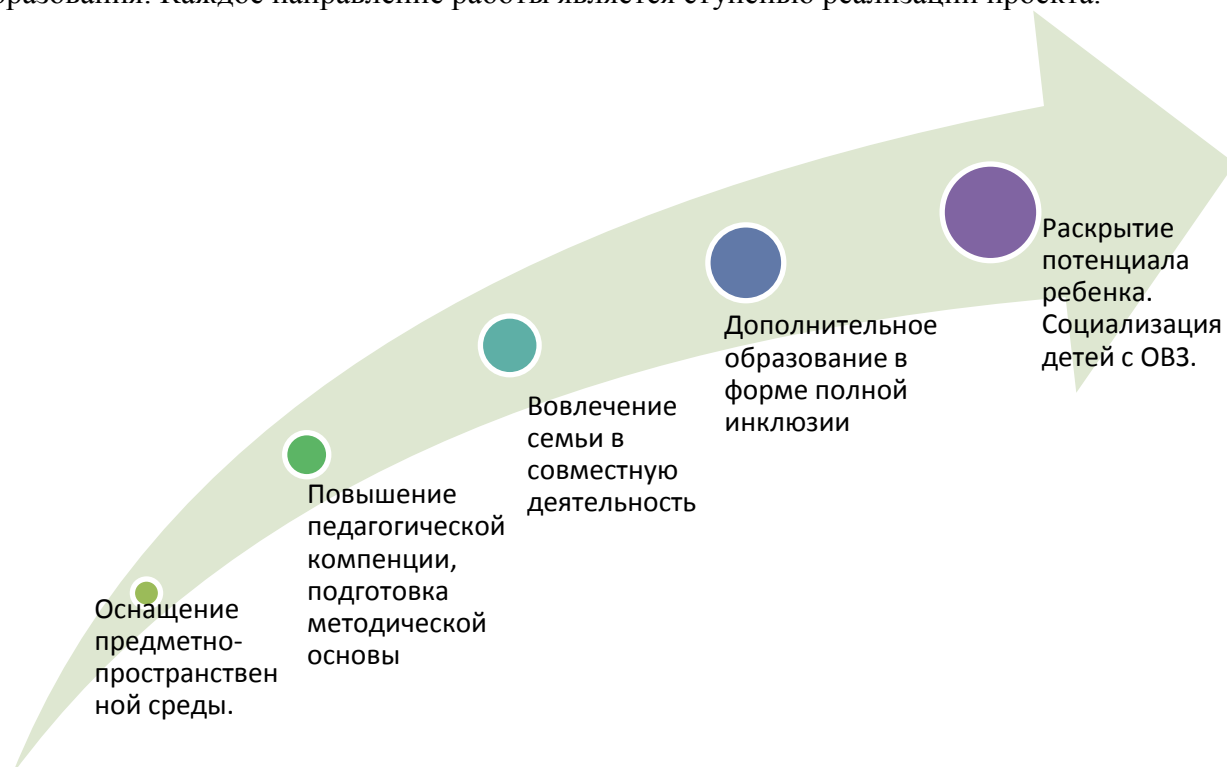 образования. Каждое направление работы является ступенью реализации проекта.
Раскрытие
потенциала
ребенка.
Социализация
детей с ОВЗ.
Дополнительное
образование в
форме полной
инклюзии
Вовлечение
семьи в
совместную
деятельность
Повышение
педагогической
компенции,
подготовка
методической
основы
Оснащение
предметно-
пространствен
ной среды.